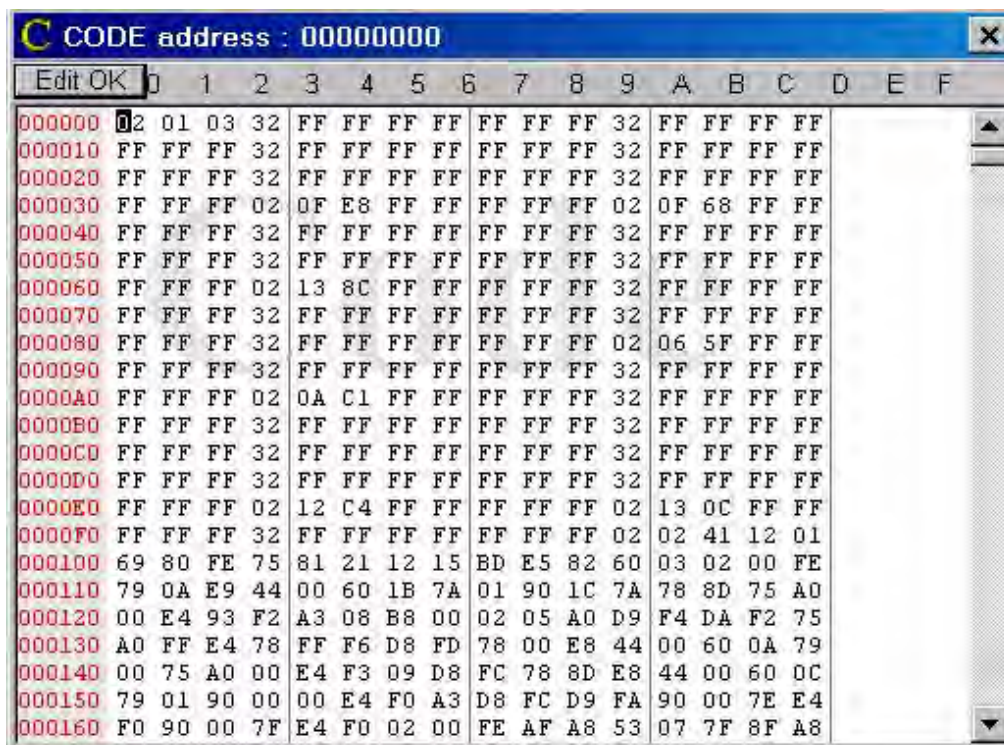 C CODE address : 00000000
Edit OK 0 1 2 3 4 5 6 7 8 9 A B C D E F
000000 02 01 03 32 FF FF FF FF FF FF FF 32 FF FF FF FF
000010 FF FF FF 32 FF FF FF FF FF FF FF 32 FF FF FF FF
000020 FF FF FF 32 FF FF FF FF FF FF FF 32 FF FF FF FF
000030 FF FF FF 02 0F E8 FF FF FF FF FF 02 0F 68 FF FF
000040 FF FF FF 32 FF FF FF FF FF FF FF 32 FF FF FF FF
000050 FF FF FF 32 FF FF FF FF FF FF FF 32 FF FF FF FF
000060 FF FF FF 02 13 8C FF FF FF FF FF 32 FF FF FF FF
000070 FF FF FF 32 FF FF FF FF FF FF FF 32 FF FF FF FF
000080 FF FF FF 32 FF FF FF FF FF FF FF 02 06 5F FF FF
000090 FF FF FF 32 FF FF FF FF FF FF FF 32 FF FF FF FF
0000A0 FF FF FF 02 0A C1 FF FF FF FF FF 32 FF FF FF FF
0000B0 FF FF FF 32 FF FF FF FF FF FF FF 32 FF FF FF FF
0000C0 FF FF FF 32 FF FF FF FF FF FF FF 32 FF FF FF FF
0000D0 FF FF FF 32 FF FF FF FF FF FF FF 32 FF FF FF FF
0000E0 FF FF FF 02 12 C4 FF FF FF FF FF 02 13 0C FF FF
0000F0 FF FF FF 32 FF FF FF FF FF FF FF 02 02 41 12 01
000100 69 80 FE 75 81 21 12 15 BD E5 82 60 03 02 00 FE
000110 79 0A E9 44 00 60 1B 7A 01 90 1C 7A 78 8D 75 A0
000120 00 E4 93 F2 A3 08 B8 00 02 05 A0 D9 F4 DA F2 75
000130 A0 FF E4 78 FF F6 D8 FD 78 00 E8 44 00 60 0A 79
000140 00 75 A0 00 E4 F3 09 D8 FC 78 8D E8 44 00 60 0C
000150 79 01 90 00 00 E4 F0 A3 D8 FC D9 FA 90 00 7E E4
000160 F0 90 00 7F E4 F0 02 00 FE AF A8 53 07 7F 8F A8